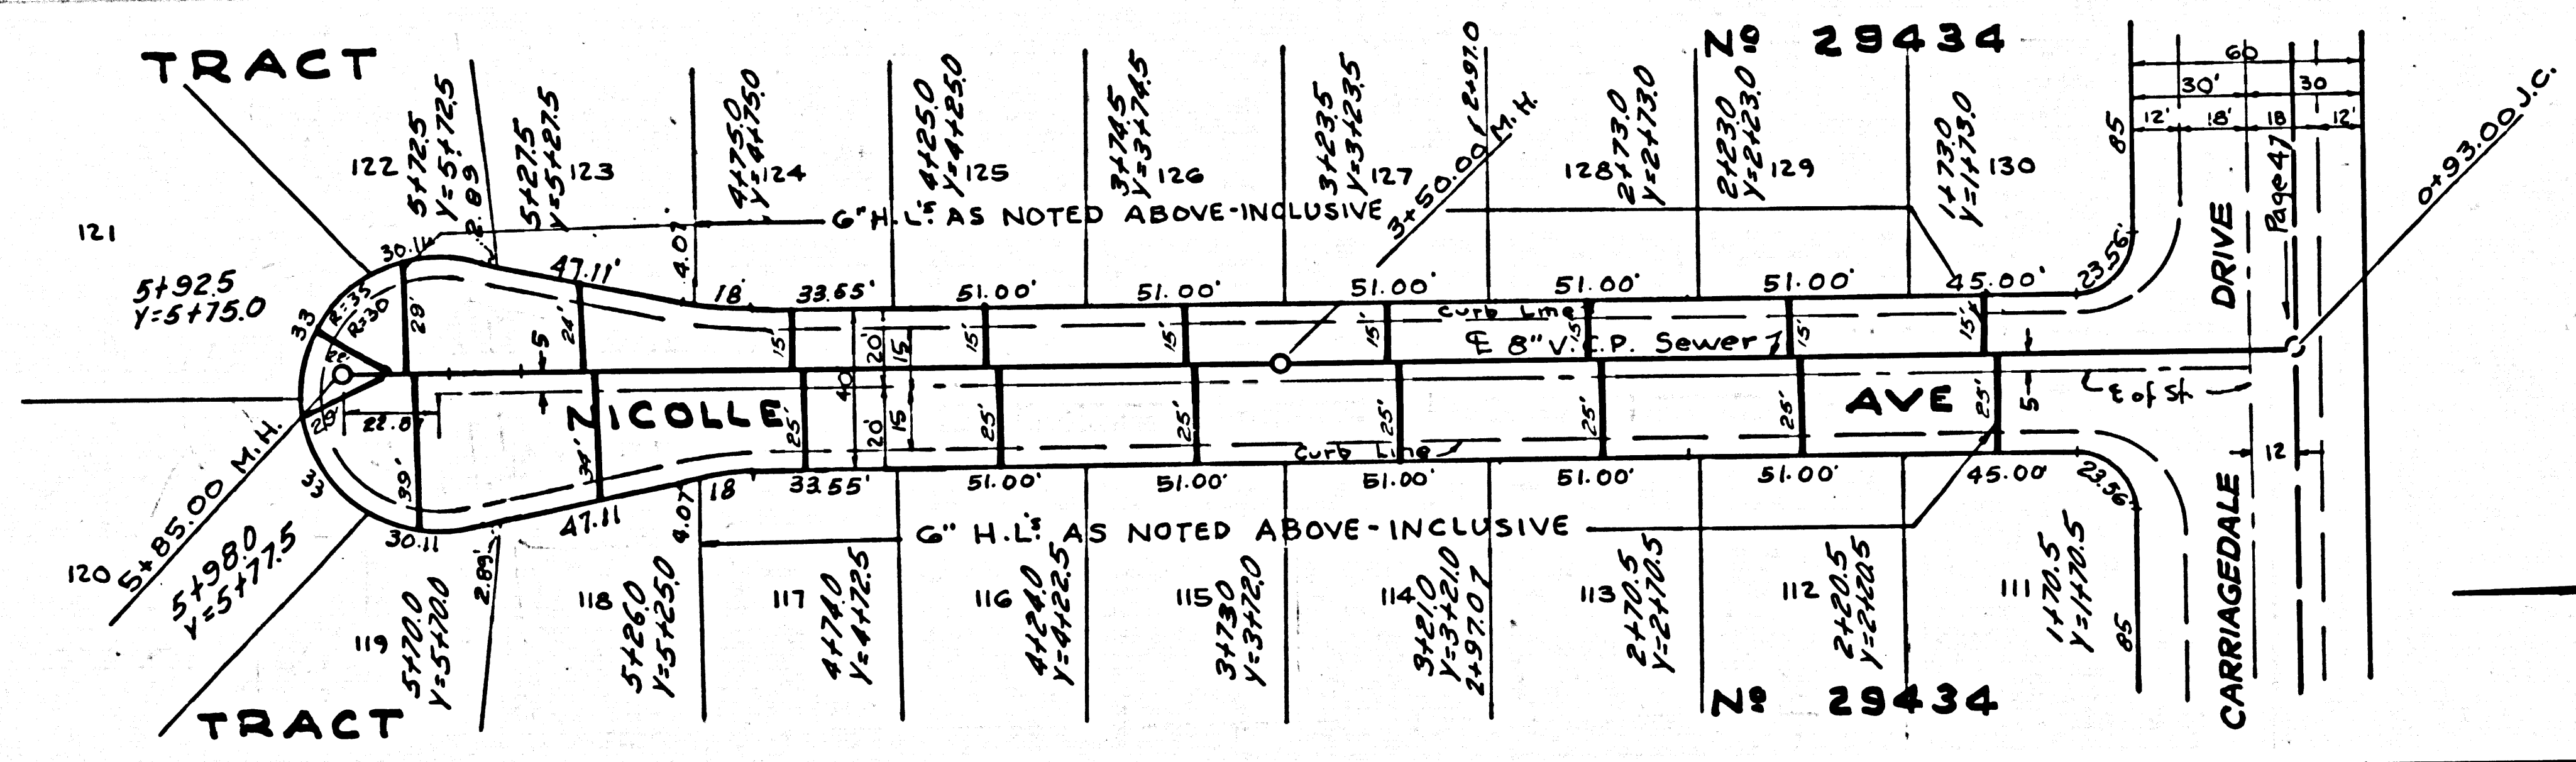 TRACT
Nº 29434
122
5+72.5
Y=5+72.5
2.89
5+27.5
Y=5+27.5
123
4+75.0
Y=4+75.0
124
4+25.0
Y=4+25.0
125
3+74.5
Y=3+74.5
126
3+23.5
Y=3+23.5
127
2+97.0
3+50.00 M.H.
128
2+73.0
Y=2+73.0
2+23.0
Y=2+23.0
129
1+73.0
Y=1+73.0
130
85
60
30'
30
12'
18'
18
12'
Page 47
DRIVE
0+93.00 J.C.
121
5+92.5
Y=5+75.0
6" H.L'S. AS NOTED ABOVE-INCLUSIVE
4.07
30.11
47.11'
18'
33.55'
51.00'
51.00'
51.00'
51.00'
51.00'
45.00'
23.56'
33
R=35
R=30
22'
29'
24'
15'
15'
15'
15'
15'
15'
15'
Curb Line
℄ 8" V.C.P. Sewer
5
20'
15
40
20'
15
NICOLLE
AVE
5
℄ of St.
12
29'
22.87
39'
34'
25'
25'
25'
25'
25'
25'
25'
Curb Line
5+85.00 M.H.
33
30.11
47.11
4.07
18
33.55'
51.00'
51.00'
51.00'
51.00'
51.00'
45.00'
23.56'
6" H.L'S. AS NOTED ABOVE-INCLUSIVE
120
5+98.0
Y=5+77.5
119
5+70.0
Y=5+70.0
2.89'
118
5+26.0
Y=5+25.0
117
4+74.0
Y=4+72.5
116
4+24.0
Y=4+22.5
115
3+73.0
Y=3+72.0
114
3+21.0
Y=3+21.0
2+97.07
113
2+70.5
Y=2+70.5
112
2+20.5
Y=2+20.5
111
1+70.5
Y=1+70.5
85
CARRIAGEDALE
TRACT
Nº 29434